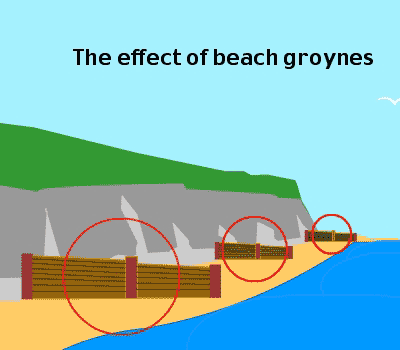 The effect of beach groynes